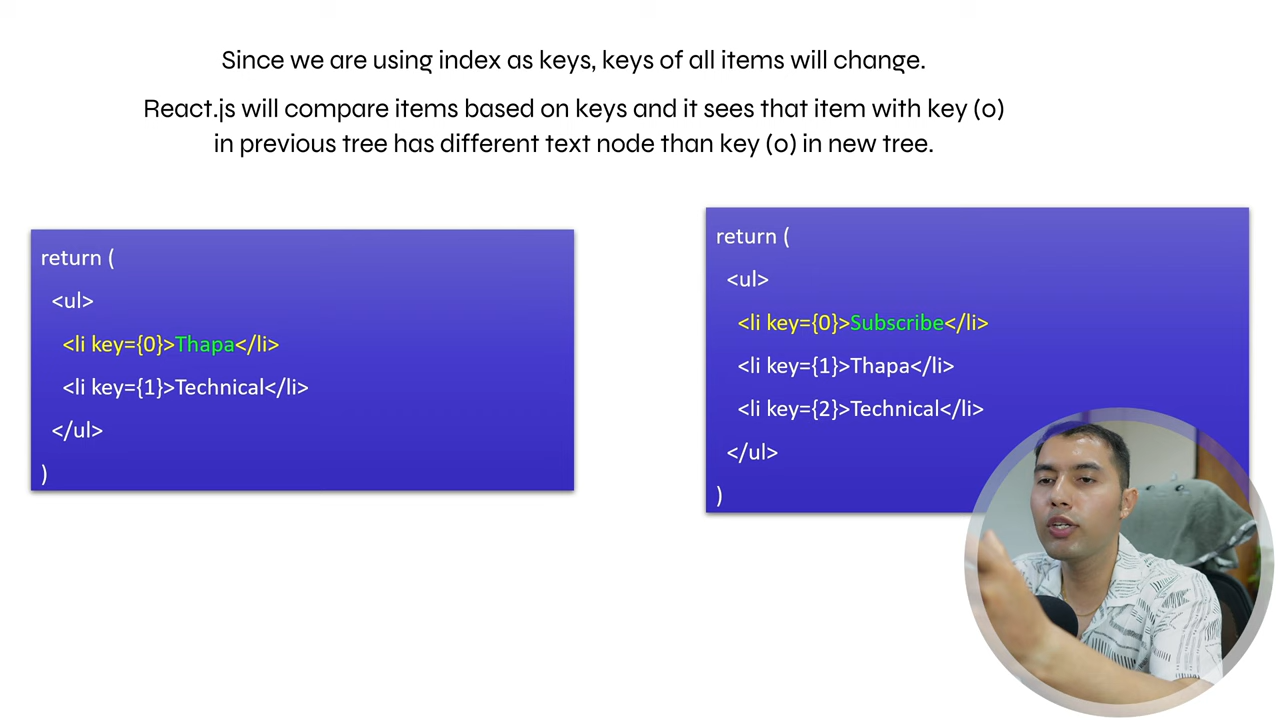 Since we are using index as keys, keys of all items will change.
React.js will compare items based on keys and it sees that item with key (0)
in previous tree has different text node than key (0) in new tree.
return (
<ul>
<li key={0}>Thapa</li>
<li key={1}>Technical</li>
</ul>
)
return (
<ul>
<li key={0}>Subscribe</li>
<li key={1}>Thapa</li>
<li key={2}>Technical</li>
</ul>
)